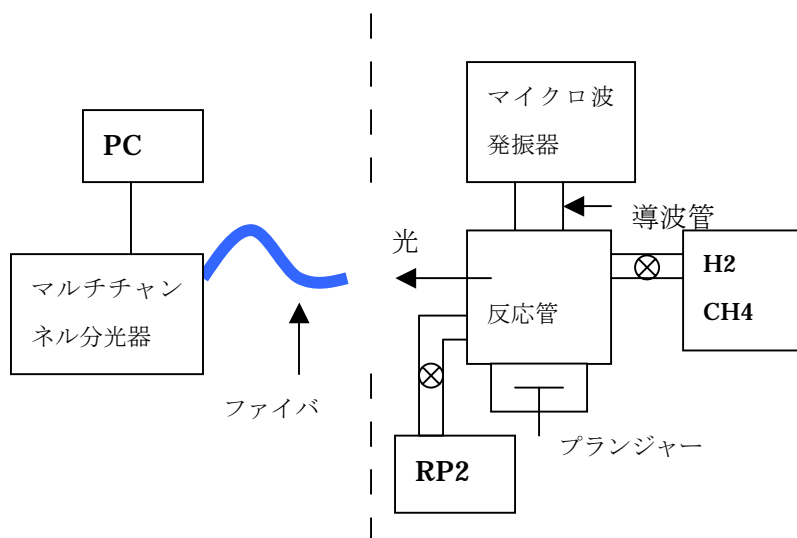 マイクロ波
発振器
PC
導波管
光
マルチチャン
ネル分光器
反応管
H2
CH4
ファイバ
プランジャー
RP2